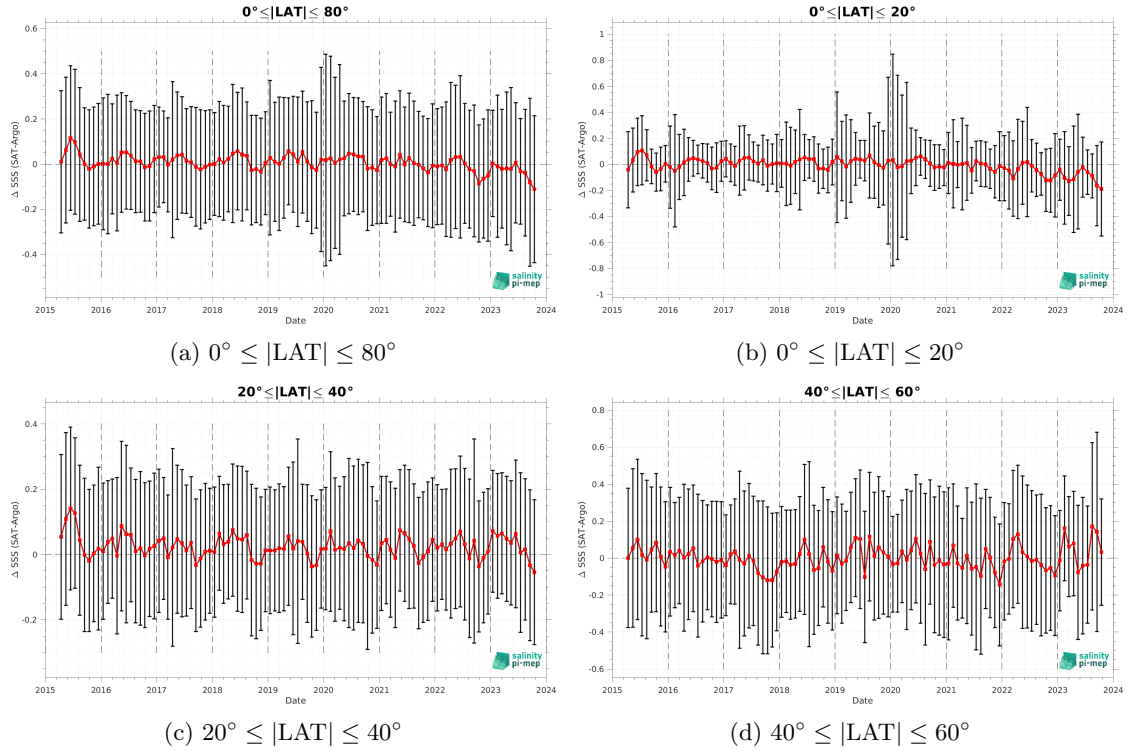 0°≤|LAT|≤ 80°
0.6
0.4
0.2
0
-0.2
-0.4
Δ SSS (SAT-Argo)
2015 2016 2017 2018 2019 2020 2021 2022 2023 2024
Date
salinity
pi-mep
(a) 0° ≤ |LAT| ≤ 80°
0°≤|LAT|≤ 20°
1
0.8
0.6
0.4
0.2
0
-0.2
-0.4
-0.6
-0.8
-1
Δ SSS (SAT-Argo)
2015 2016 2017 2018 2019 2020 2021 2022 2023 2024
Date
salinity
pi-mep
(b) 0° ≤ |LAT| ≤ 20°
20°≤|LAT|≤ 40°
0.4
0.2
0
-0.2
Δ SSS (SAT-Argo)
2015 2016 2017 2018 2019 2020 2021 2022 2023 2024
Date
salinity
pi-mep
(c) 20° ≤ |LAT| ≤ 40°
40°≤|LAT|≤ 60°
0.8
0.6
0.4
0.2
0
-0.2
-0.4
-0.6
Δ SSS (SAT-Argo)
2015 2016 2017 2018 2019 2020 2021 2022 2023 2024
Date
salinity
pi-mep
(d) 40° ≤ |LAT| ≤ 60°